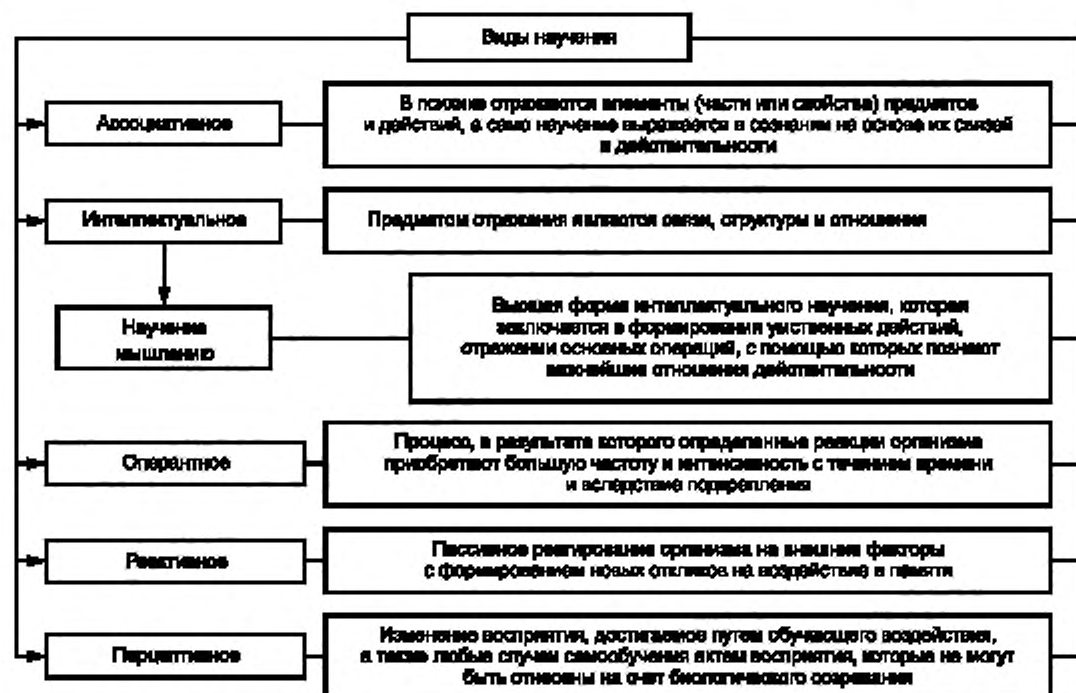 Виды научения
Ассоциативное
В психике отражаются элементы (части или свойства) предметов
и действий, а само научение выражается в сознании на основе их связей
в действительности
Интеллектуальное
Предметом отражения являются связи, структуры и отношения
Научение
мышлению
Высшая форма интеллектуального научения, которая
заключается в формировании умственных действий,
отражении основных операций, с помощью которых познают
важнейшие отношения действительности
Оперантное
Процесс, в результате которого определенные реакции организма
приобретают большую частоту и интенсивность с течением времени
и вследствие подкрепления
Реактивное
Пассивное реагирование организма на внешние факторы
с формированием новых откликов на воздействие в памяти
Перцептивное
Изменение восприятия, достигаемое путем обучающего воздействия,
а также любые случаи самообучения актам восприятия, которые не могут
быть отнесены на счет биологического созревания